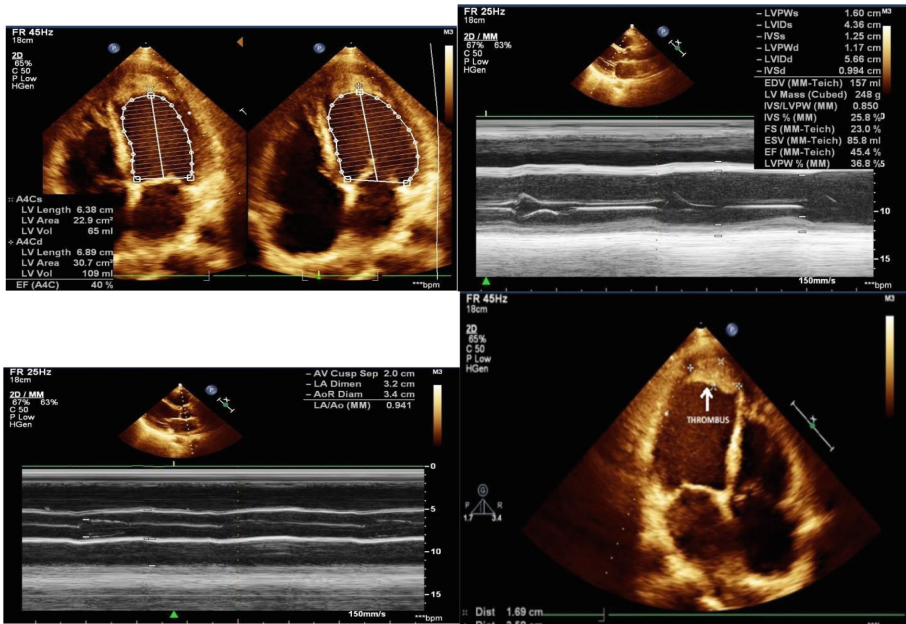 FR 45Hz
18cm
2D
65%
C 50
P Low
HGen
P
M3
A4Cs
LV Length 6.38 cm
LV Area 22.9 cm²
LV Vol 65 ml
A4Cd
LV Length 6.89 cm
LV Area 30.7 cm²
LV Vol 109 ml
EF (A4C) 40 %
***bpm
FR 25Hz
18cm
2D / MM
67% 63%
C 50
P Low
HGen
P
M3
LVPWs 1.60 cm
LVIDs 4.36 cm
IVSs 1.25 cm
LVPWd 1.17 cm
LVIDd 5.66 cm
IVSd 0.994 cm
EDV (MM-Teich) 157 ml
LV Mass (Cubed) 248 g
IVS/LVPW (MM) 0.850
IVS % (MM) 25.8 %
FS (MM-Teich) 23.0 %
ESV (MM-Teich) 85.8 ml
EF (MM-Teich) 45.4 %
LVPW % (MM) 36.8 %
5
10
15
150mm/s
***bpm
FR 25Hz
18cm
2D / MM
67% 63%
C 50
P Low
HGen
P
M3
AV Cusp Sep 2.0 cm
LA Dimen 3.2 cm
AoR Diam 3.4 cm
LA/Ao (MM) 0.941
0
5
10
15
150mm/s
***bpm
FR 45Hz
18cm
2D
65%
C 50
P Low
HGen
P
M3
THROMBUS
G
P R
1.7 3.4
Dist 1.69 cm